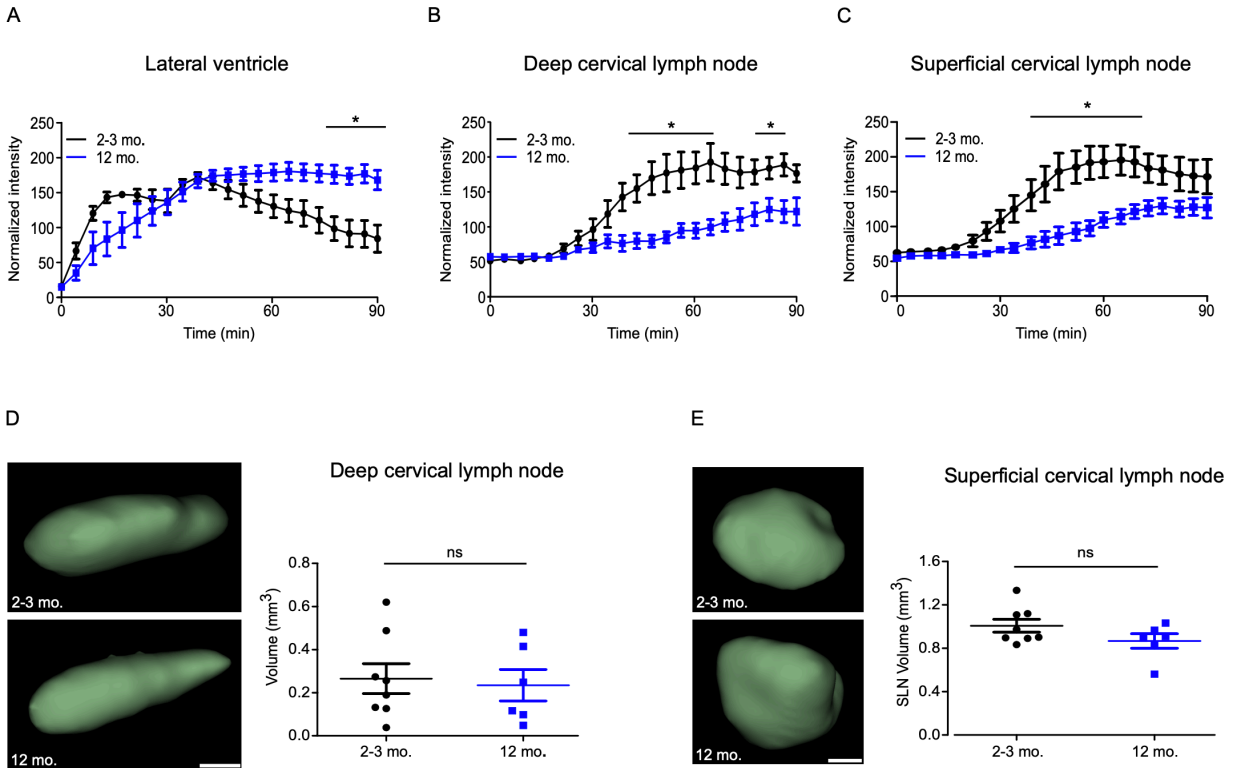 A
Lateral ventricle
Normalized intensity
250
200
150
100
50
0
2-3 mo.
12 mo.
*
0
30
60
90
Time (min)
B
Deep cervical lymph node
Normalized intensity
250
200
150
100
50
0
2-3 mo.
12 mo.
*
*
0
30
60
90
Time (min)
C
Superficial cervical lymph node
Normalized intensity
250
200
150
100
50
0
2-3 mo.
12 mo.
*
0
30
60
90
Time (min)
D
2-3 mo.
12 mo.
Deep cervical lymph node
Volume (mm3)
0.8
0.6
0.4
0.2
0.0
ns
2-3 mo.
12 mo.
E
2-3 mo.
12 mo.
Superficial cervical lymph node
SLN Volume (mm3)
1.6
1.2
0.8
0.4
0.0
ns
2-3 mo.
12 mo.